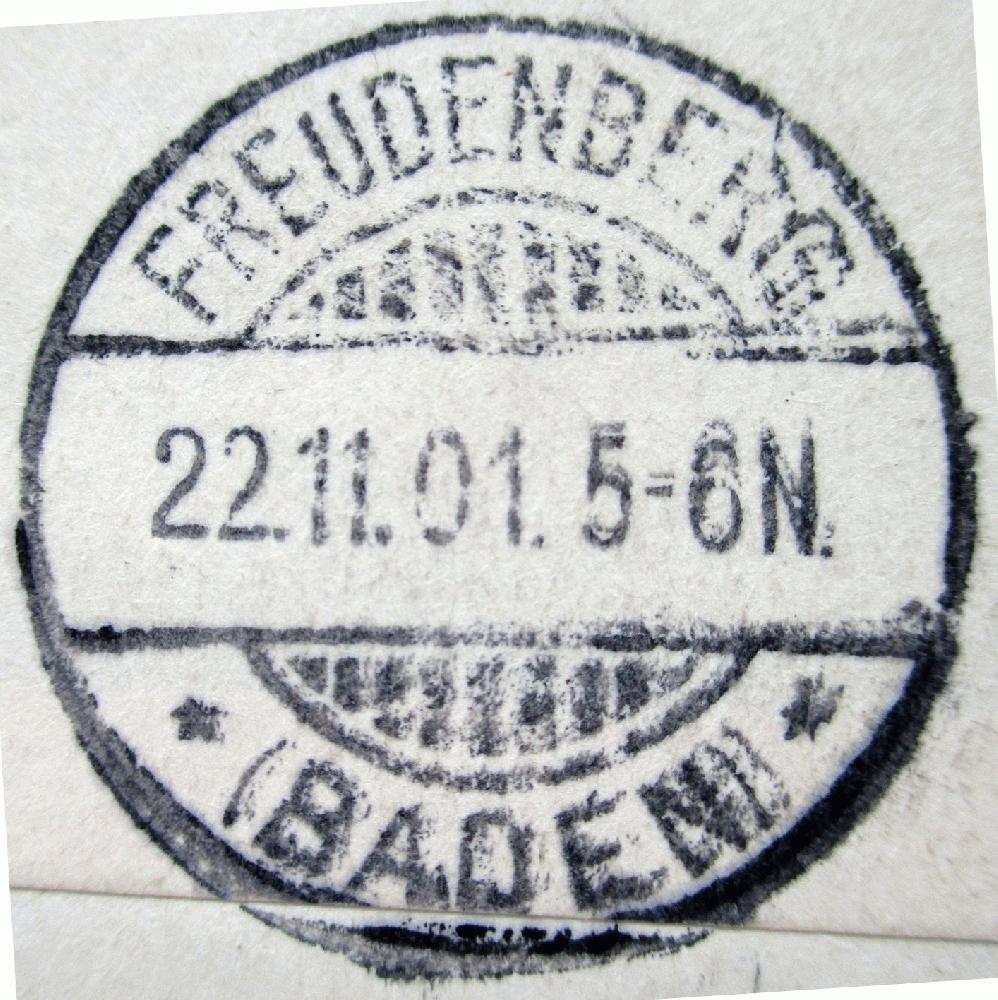 FREUDENBERG
22.11.01. 5-6N.
* (BADEN) *